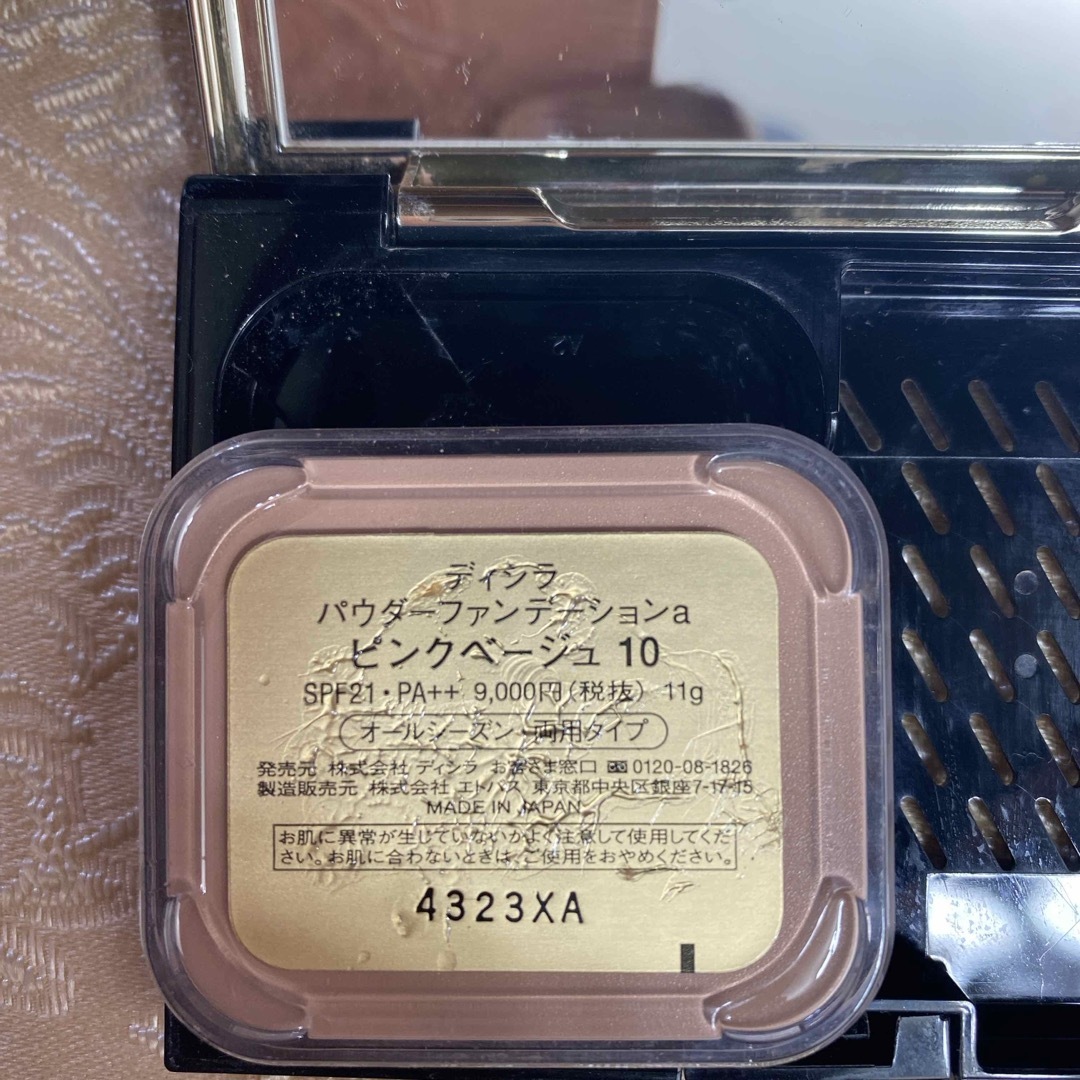 ディシラ
パウダーファンデーションa
ピンクベージュ 10
SPF21・PA++ 9,000円(税抜) 11g
オールシーズン・両用タイプ
発売元 株式会社 ディシラ お客さま窓口 0120-08-1826
製造販売元 株式会社 エトバス 東京都中央区銀座7-17-15
MADE IN JAPAN
お肌に異常が生じていないかよく注意して使用してくだ
さい。お肌に合わないときは、ご使用をおやめください。
4323XA